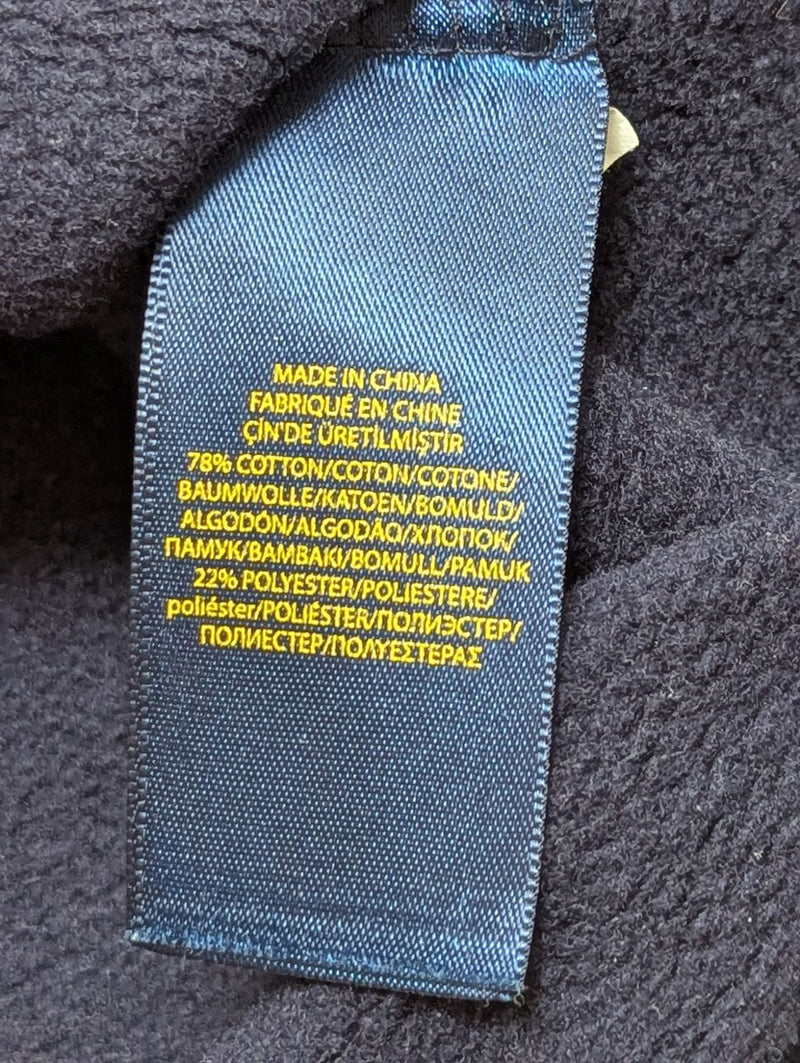 MADE IN CHINA
FABRIQUÉ EN CHINE
ÇİN'DE ÜRETİLMİŞTİR
78% COTTON/COTON/COTONE/
BAUMWOLLE/KATOEN/BOMULD/
ALGODÓN/ALGODÃO/ХЛОПОК/
ПАМУК/BAMBAKI/BOMULL/PAMUK
22% POLYESTER/POLIESTERE/
poliéster/POLIÉSTER/ПОЛИЭСТЕР/
ПОЛИЕСТЕР/ΠΟΛΥΕΣΤΕΡΑΣ